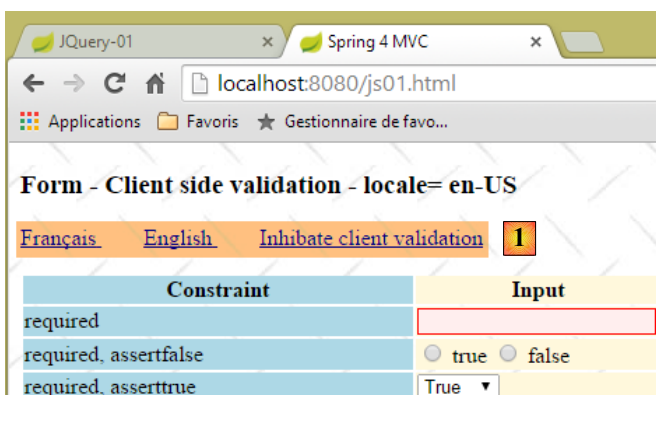 JQuery-01 × Spring 4 MVC ×
localhost:8080/js01.html
Applications Favoris Gestionnaire de favo...
Form - Client side validation - locale= en-US
Français English Inhibate client validation 1
Constraint Input
required
required, assertfalse true false
required, asserttrue True